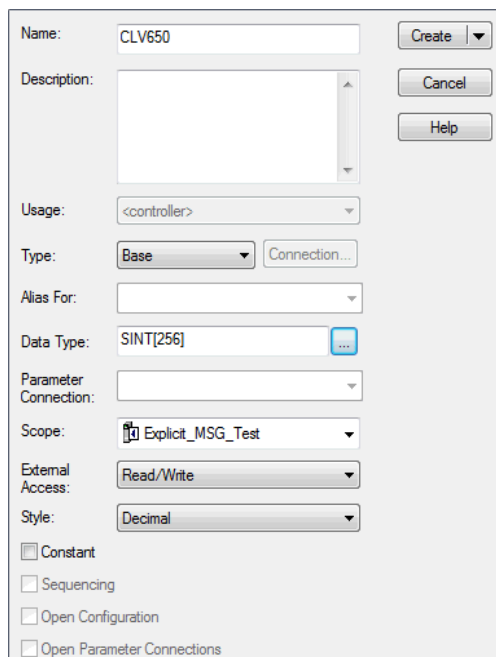 Name: CLV650 Create
Description: Cancel
Help
Usage: <controller>
Type: Base Connection...
Alias For:
Data Type: SINT[256] ...
Parameter
Connection:
Scope: Explicit_MSG_Test
External
Access: Read/Write
Style: Decimal
Constant
Sequencing
Open Configuration
Open Parameter Connections